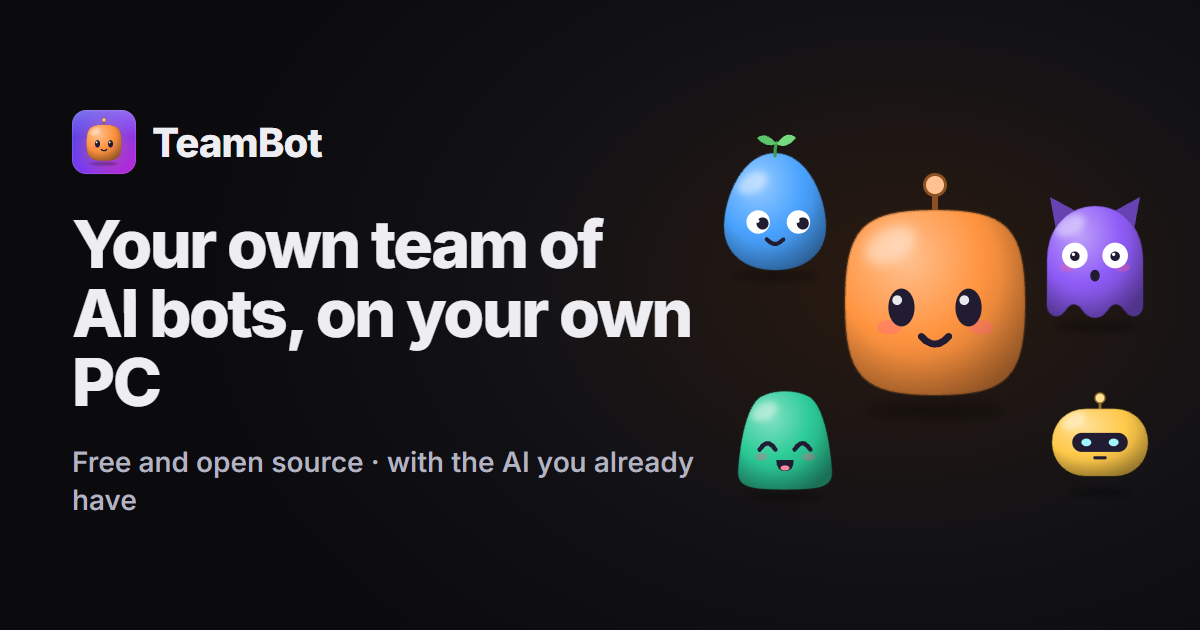 TeamBot
Your own team of
AI bots, on your own
PC
Free and open source · with the AI you already
have